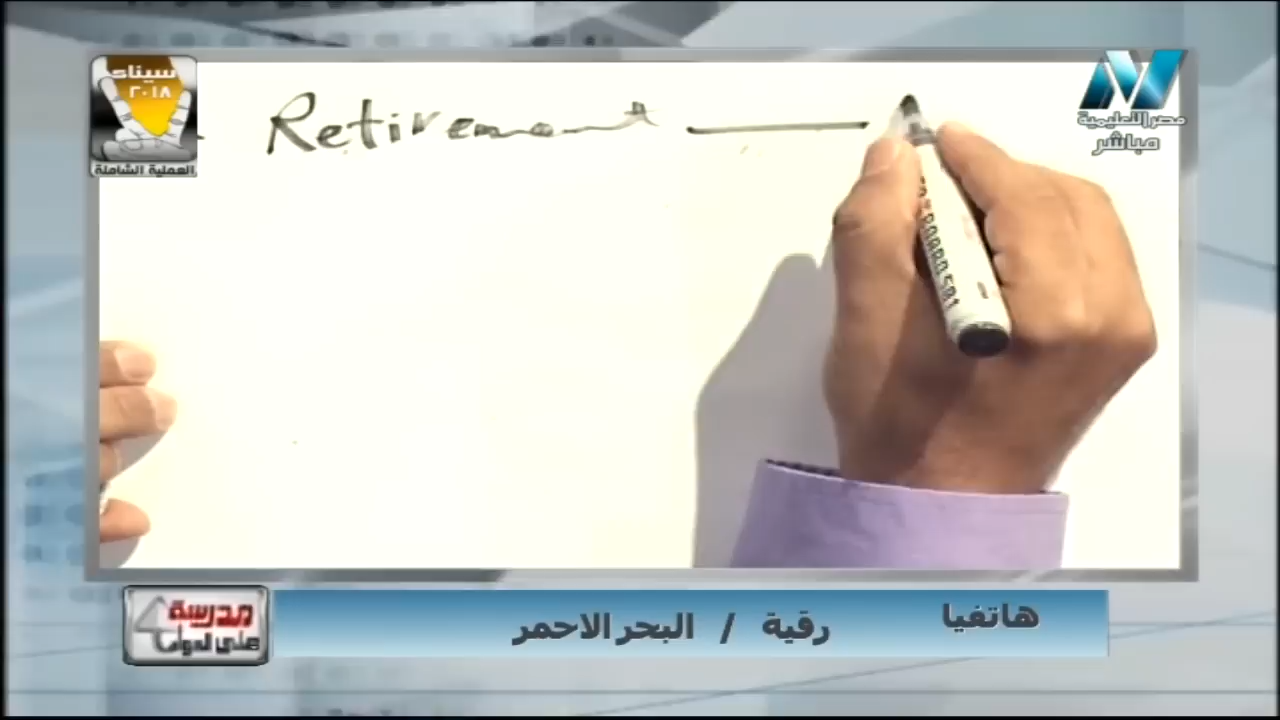 سيناء
٢٠١٨
العملية الشاملة
مصر التعليمية
مباشر
Retirement
مدرسة
على الهواء
هاتفيا
رقية / البحر الاحمر